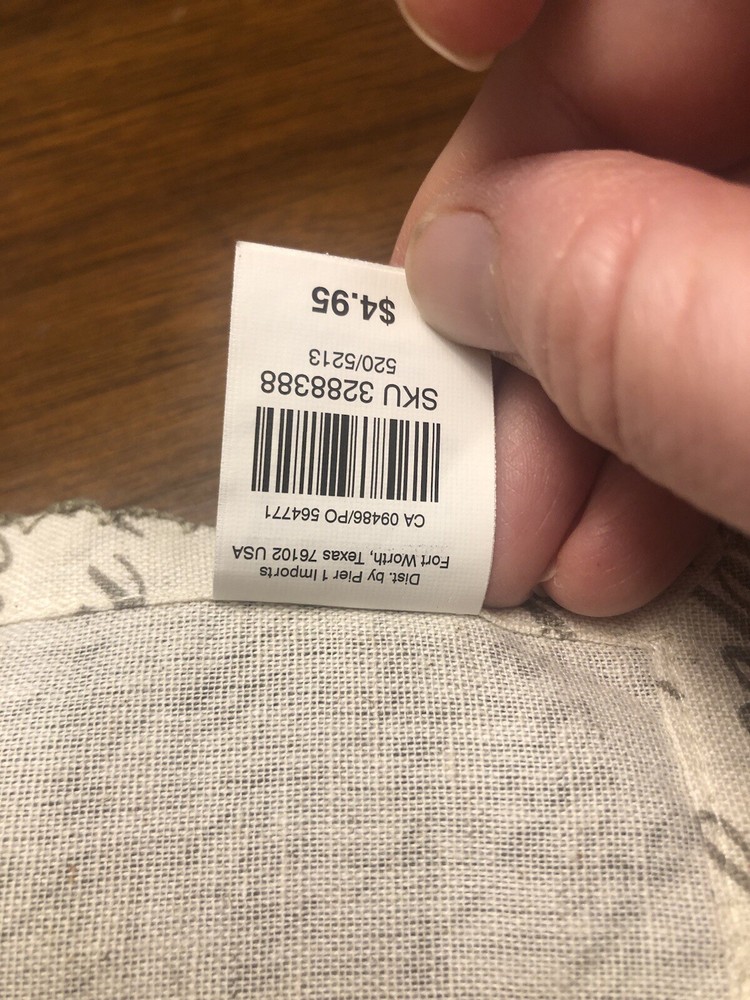 Dist. by Pier 1 Imports
Fort Worth, Texas 76102 USA
CA 09486/PO 564771
SKU 3288388
520/5213
$4.95